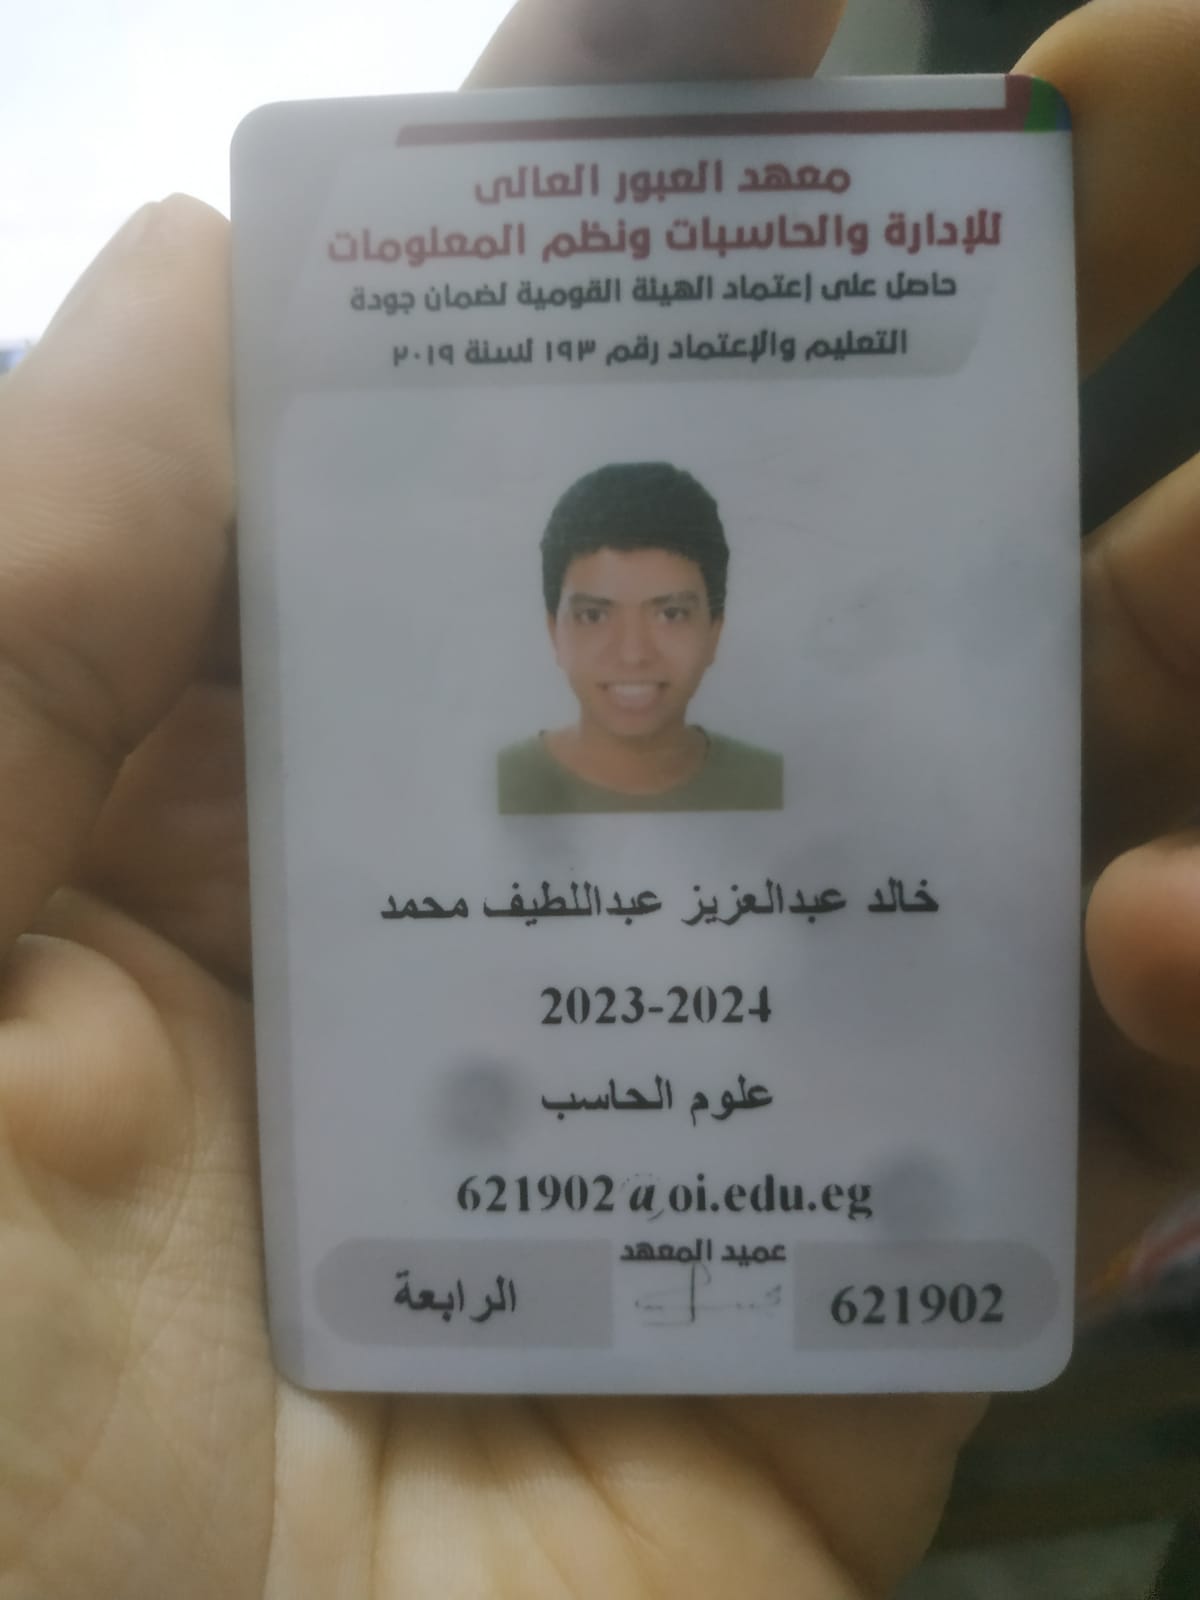 معهد العبور العالى
للإدارة والحاسبات ونظم المعلومات
حاصل على إعتماد الهيئة القومية لضمان جودة
التعليم والإعتماد رقم ١٩٣ لسنة ٢٠١٩
خالد عبدالعزيز عبداللطيف محمد
2023-2024
علوم الحاسب
621902@oi.edu.eg
عميد المعهد
621902 الرابعة